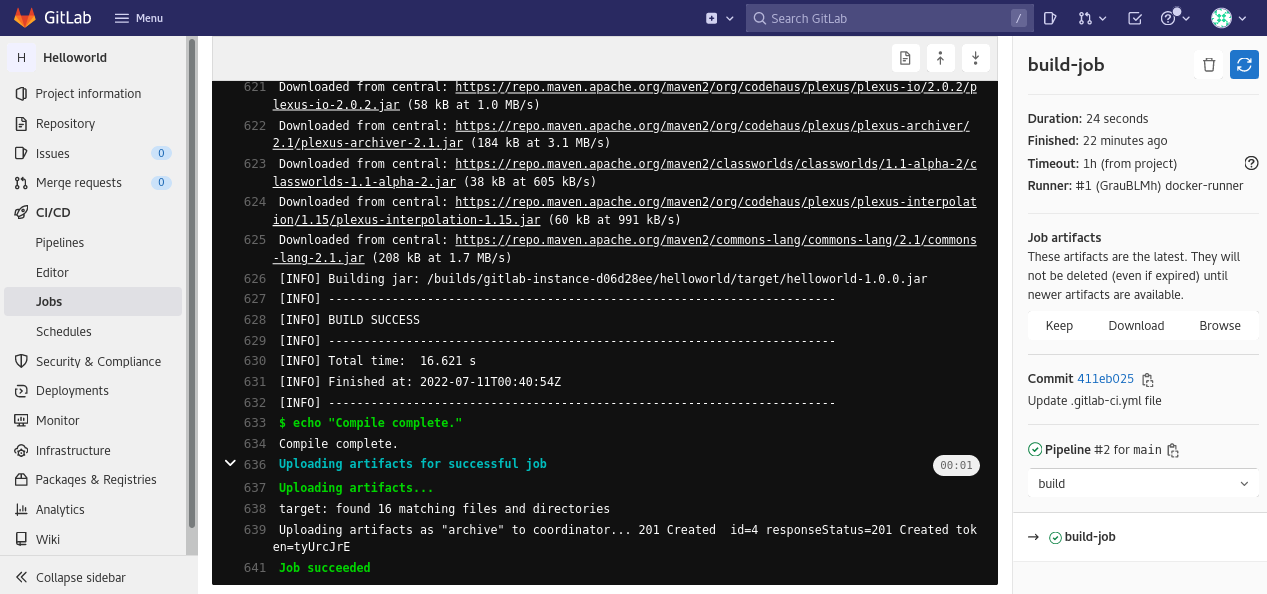 GitLab Menu Search GitLab /
H Helloworld
Project information
Repository
Issues 0
Merge requests 0
CI/CD
Pipelines
Editor
Jobs
Schedules
Security & Compliance
Deployments
Monitor
Infrastructure
Packages & Registries
Analytics
Wiki
Collapse sidebar
621 Downloaded from central: https://repo.maven.apache.org/maven2/org/codehaus/plexus/plexus-io/2.0.2/p
lexus-io-2.0.2.jar (58 kB at 1.0 MB/s)
622 Downloaded from central: https://repo.maven.apache.org/maven2/org/codehaus/plexus/plexus-archiver/
2.1/plexus-archiver-2.1.jar (184 kB at 3.1 MB/s)
623 Downloaded from central: https://repo.maven.apache.org/maven2/classworlds/classworlds/1.1-alpha-2/c
lassworlds-1.1-alpha-2.jar (38 kB at 605 kB/s)
624 Downloaded from central: https://repo.maven.apache.org/maven2/org/codehaus/plexus/plexus-interpolat
ion/1.15/plexus-interpolation-1.15.jar (60 kB at 991 kB/s)
625 Downloaded from central: https://repo.maven.apache.org/maven2/commons-lang/commons-lang/2.1/commons
-lang-2.1.jar (208 kB at 1.7 MB/s)
626 [INFO] Building jar: /builds/gitlab-instance-d06d28ee/helloworld/target/helloworld-1.0.0.jar
627 [INFO] ------------------------------------------------------------------------
628 [INFO] BUILD SUCCESS
629 [INFO] ------------------------------------------------------------------------
630 [INFO] Total time:  16.621 s
631 [INFO] Finished at: 2022-07-11T00:40:54Z
632 [INFO] ------------------------------------------------------------------------
633 $ echo "Compile complete."
634 Compile complete.
636 Uploading artifacts for successful job 00:01
637 Uploading artifacts...
638 target: found 16 matching files and directories
639 Uploading artifacts as "archive" to coordinator... 201 Created  id=4 responseStatus=201 Created tok
en=tyUrcJrE
641 Job succeeded
build-job
Duration: 24 seconds
Finished: 22 minutes ago
Timeout: 1h (from project)
Runner: #1 (GrauBLMh) docker-runner
Job artifacts
These artifacts are the latest. They will
not be deleted (even if expired) until
newer artifacts are available.
Keep Download Browse
Commit 411eb025
Update .gitlab-ci.yml file
Pipeline #2 for main
build
→ build-job